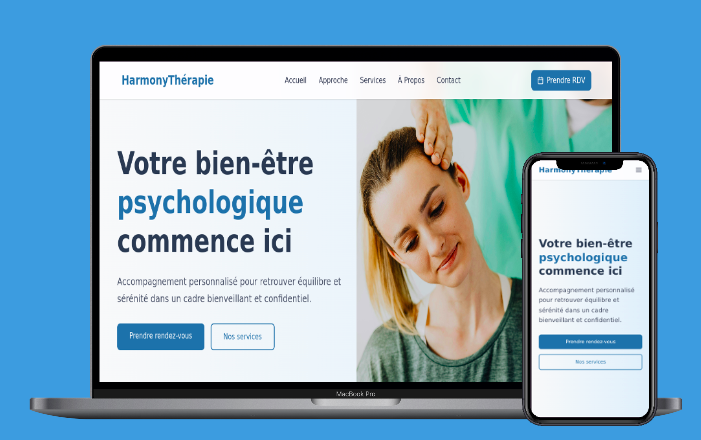 HarmonyThérapie
Accueil Approche Services À Propos Contact
Prendre RDV
Votre bien-être
psychologique
commence ici
Accompagnement personnalisé pour retrouver équilibre et
sérénité dans un cadre bienveillant et confidentiel.
Prendre rendez-vous
Nos services
MacBook Pro
HarmonyThérapie
Votre bien-être
psychologique
commence ici
Accompagnement personnalisé
pour retrouver équilibre et
sérénité dans un cadre
bienveillant et confidentiel.
Prendre rendez-vous
Nos services